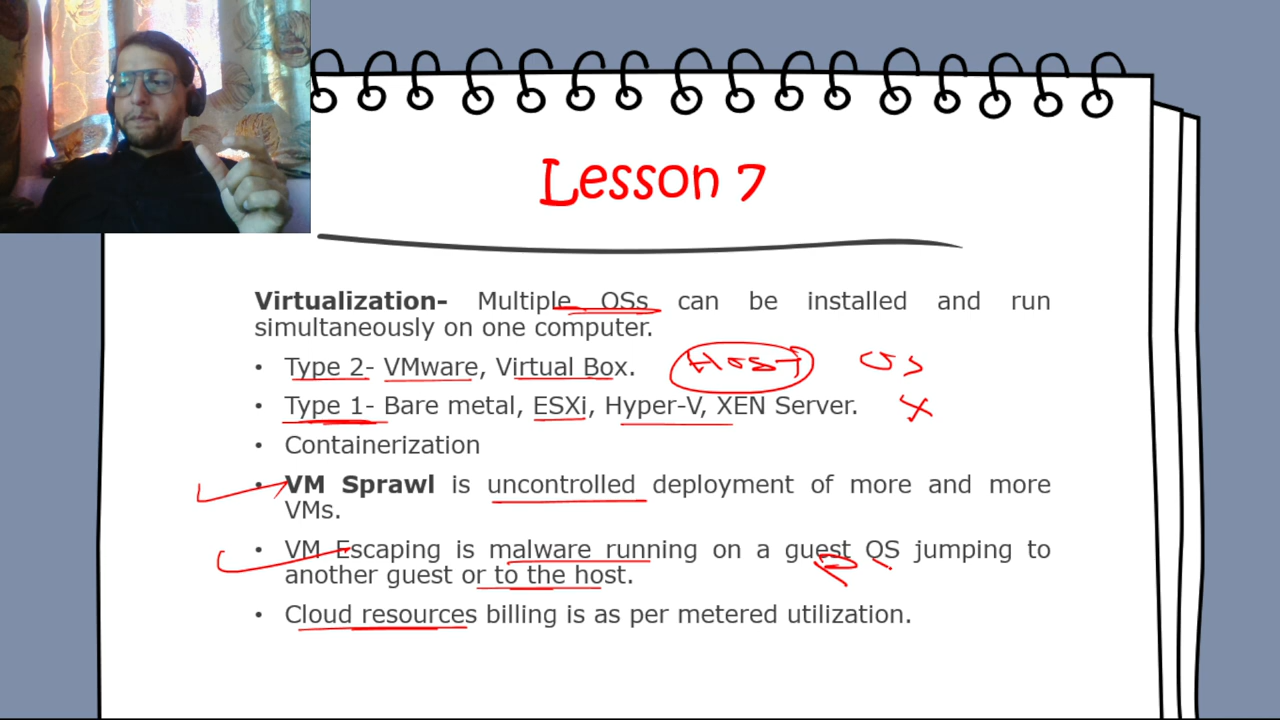 Lesson 7
Virtualization- Multiple OSs can be installed and run
simultaneously on one computer.
• Type 2- VMware, Virtual Box. HOST OS
• Type 1- Bare metal, ESXi, Hyper-V, XEN Server. X
• Containerization
• VM Sprawl is uncontrolled deployment of more and more
VMs.
• VM Escaping is malware running on a guest OS jumping to
another guest or to the host.
• Cloud resources billing is as per metered utilization.